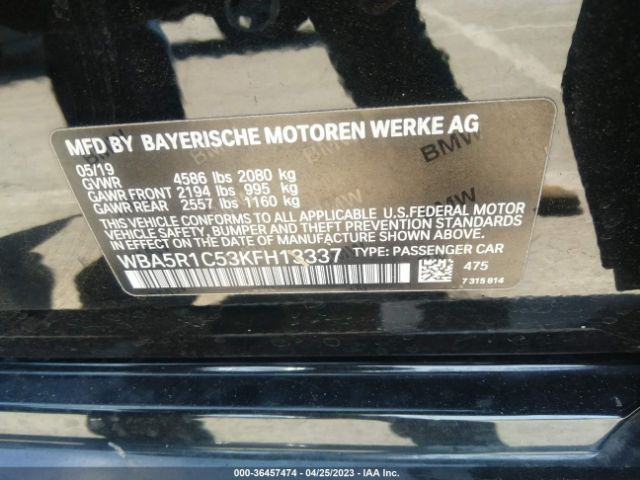 MFD BY BAYERISCHE MOTOREN WERKE AG
05/19
GVWR 4586 lbs 2080 kg
GAWR FRONT 2194 lbs 995 kg
GAWR REAR 2557 lbs 1160 kg
THIS VEHICLE CONFORMS TO ALL APPLICABLE U.S. FEDERAL MOTOR
VEHICLE SAFETY, BUMPER AND THEFT PREVENTION STANDARDS
IN EFFECT ON THE DATE OF MANUFACTURE SHOWN ABOVE.
WBA5R1C53KFH13337 TYPE: PASSENGER CAR
475
7 315 814
BMW
BMW
000-36457474 - 04/25/2023 - IAA Inc.